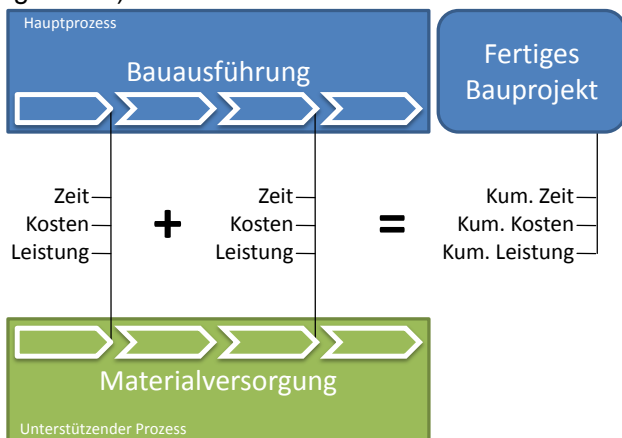 Hauptprozess
Bauausführung
Fertiges
Bauprojekt
Zeit
Kosten
Leistung
+
Zeit
Kosten
Leistung
=
Kum. Zeit
Kum. Kosten
Kum. Leistung
Materialversorgung
Unterstützender Prozess